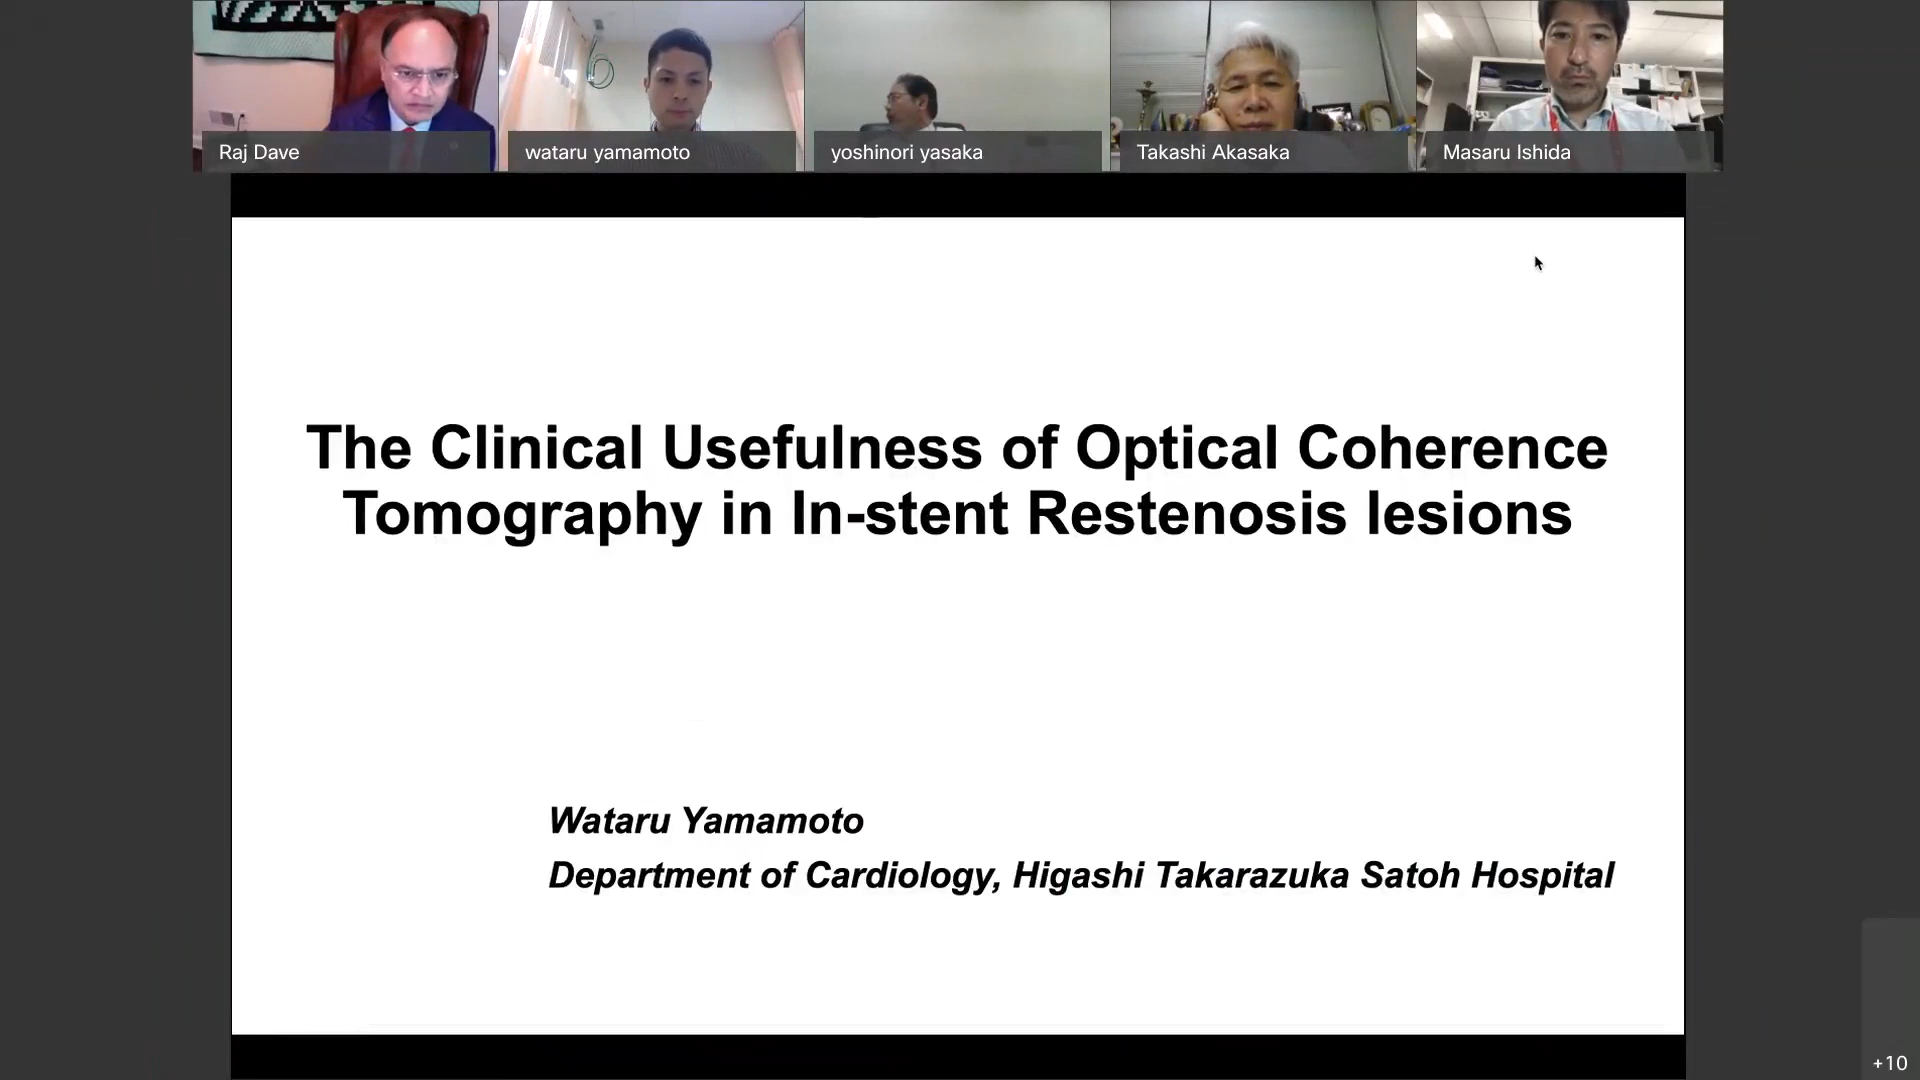 Raj Dave
wataru yamamoto
yoshinori yasaka
Takashi Akasaka
Masaru Ishida
The Clinical Usefulness of Optical Coherence
Tomography in In-stent Restenosis lesions
Wataru Yamamoto
Department of Cardiology, Higashi Takarazuka Satoh Hospital
+10